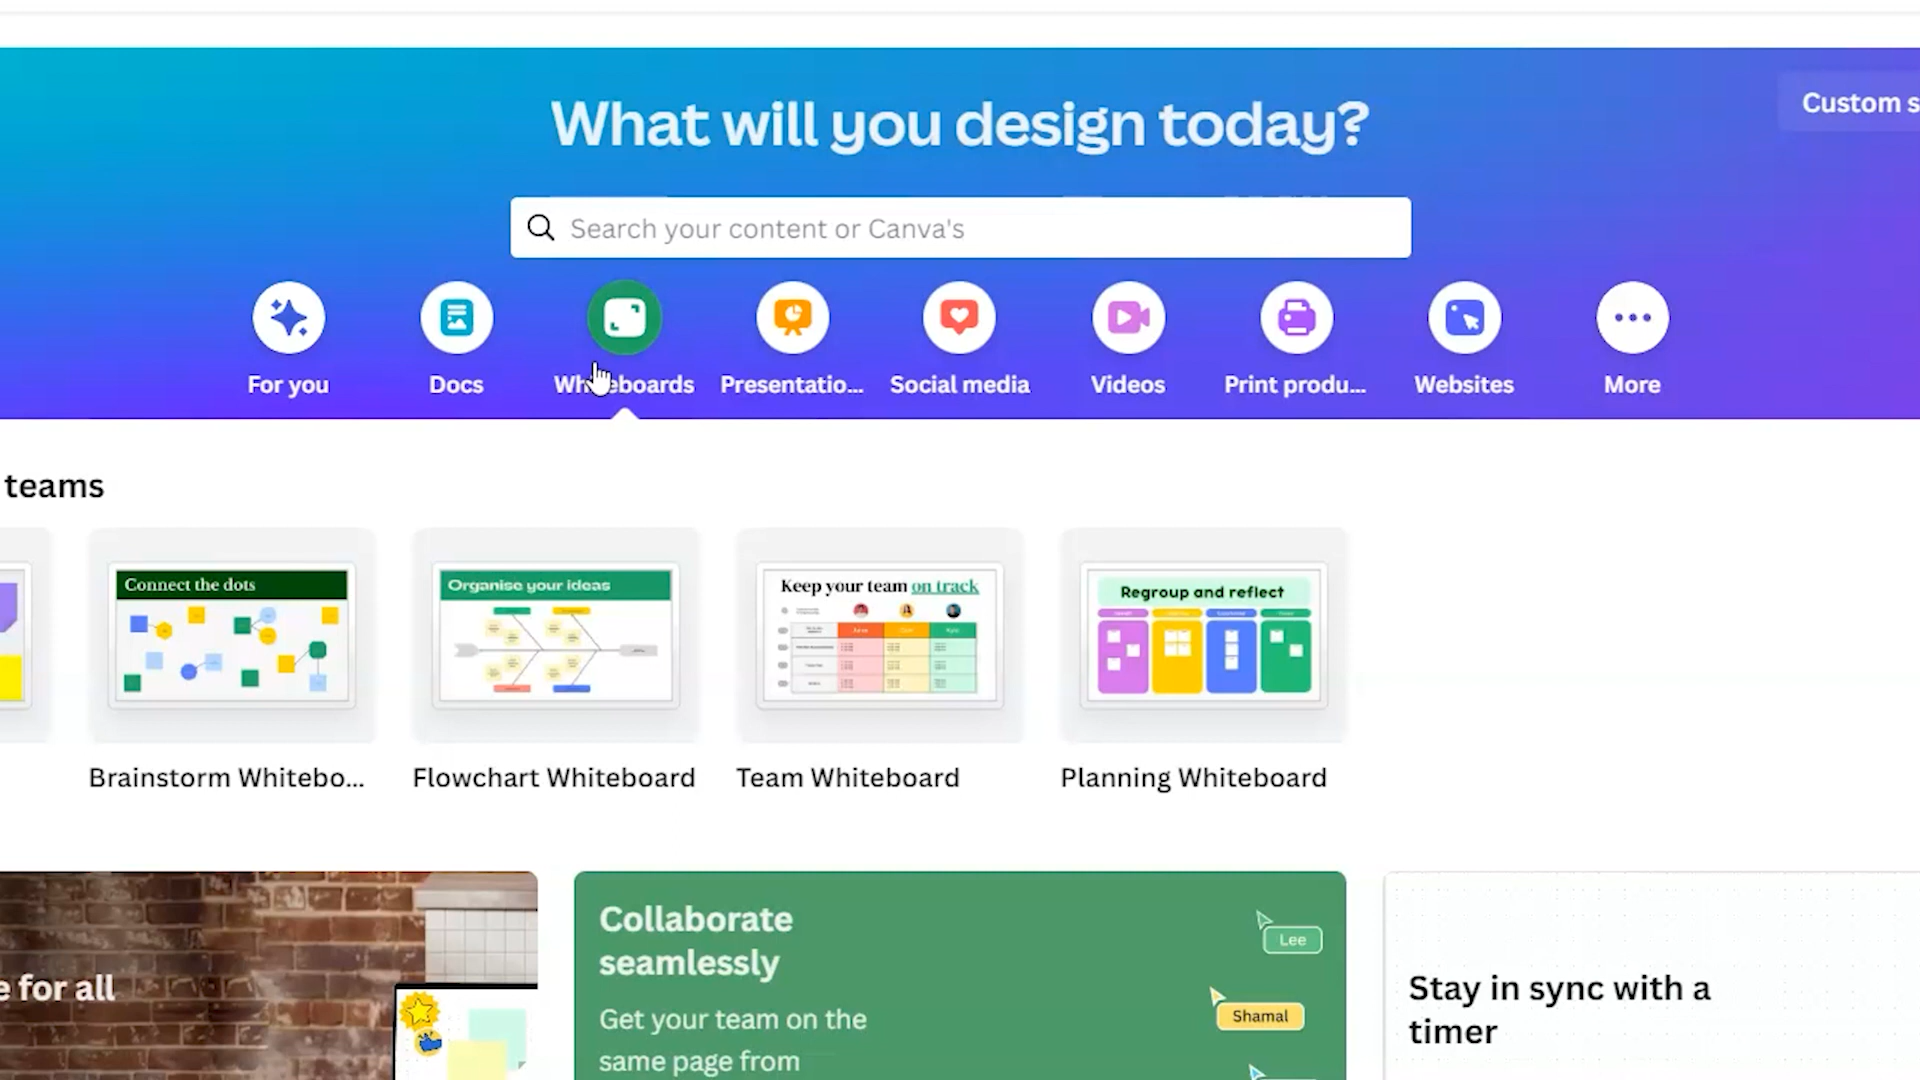 What will you design today?
Custom s
Search your content or Canva's
For you
Docs
Whiteboards
Presentatio...
Social media
Videos
Print produ...
Websites
More
teams
Connect the dots
Organise your ideas
Keep your team on track
Regroup and reflect
Brainstorm Whitebo...
Flowchart Whiteboard
Team Whiteboard
Planning Whiteboard
e for all
Collaborate
seamlessly
Get your team on the
same page from
Lee
Shamal
Stay in sync with a
timer